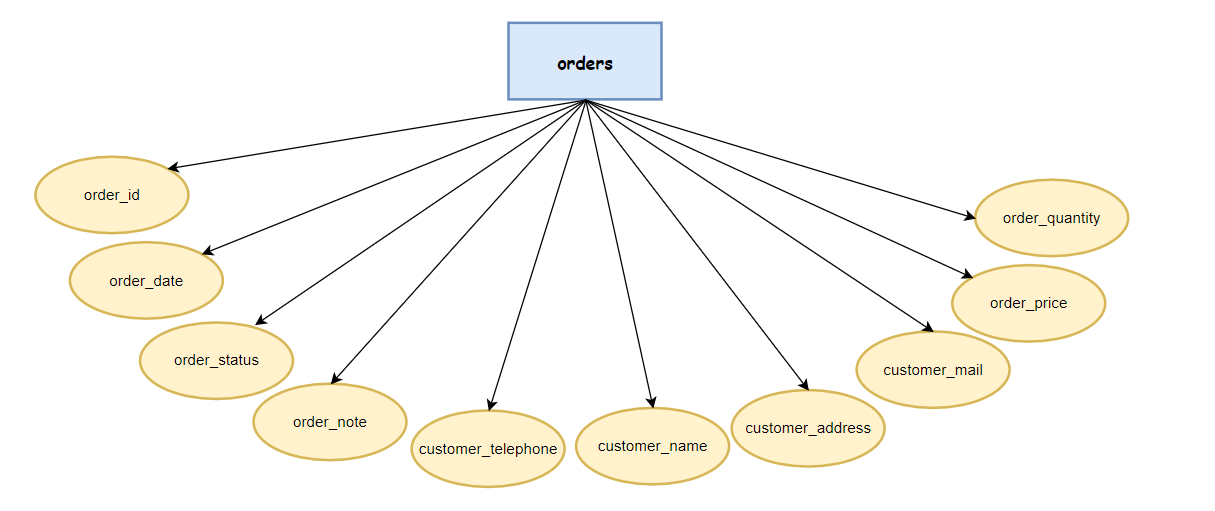 orders
order_id
order_date
order_status
order_note
customer_telephone
customer_name
customer_address
customer_mail
order_price
order_quantity